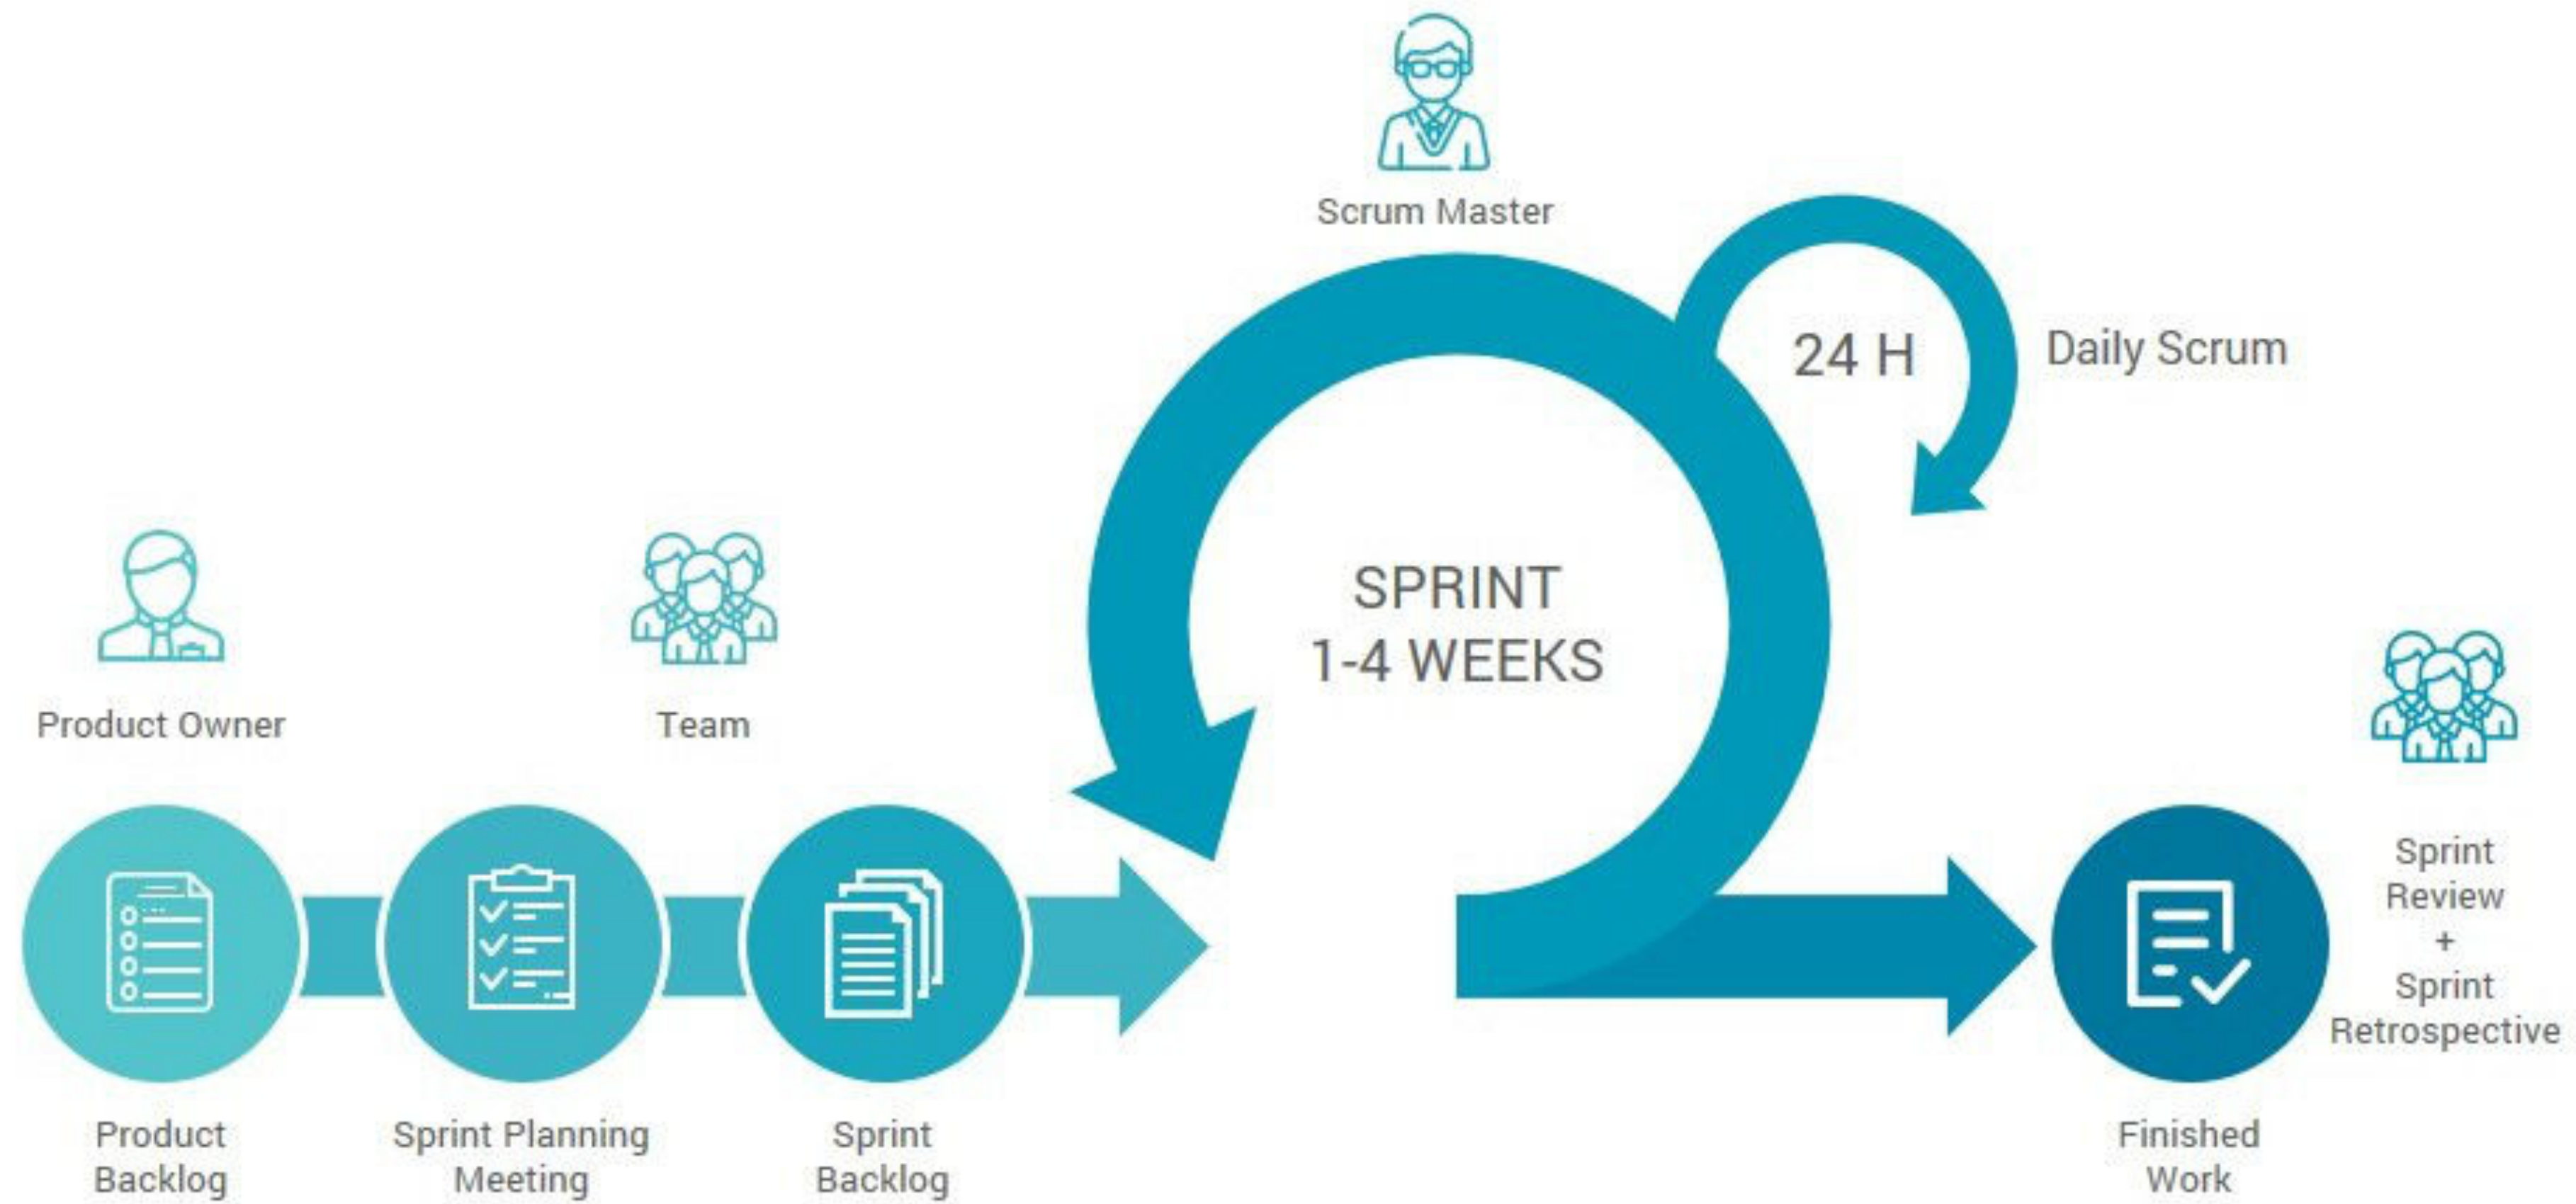 Scrum Master
24 H
Daily Scrum
SPRINT
1-4 WEEKS
Product Owner
Team
Product
Backlog
Sprint Planning
Meeting
Sprint
Backlog
Finished
Work
Sprint
Review
+
Sprint
Retrospective